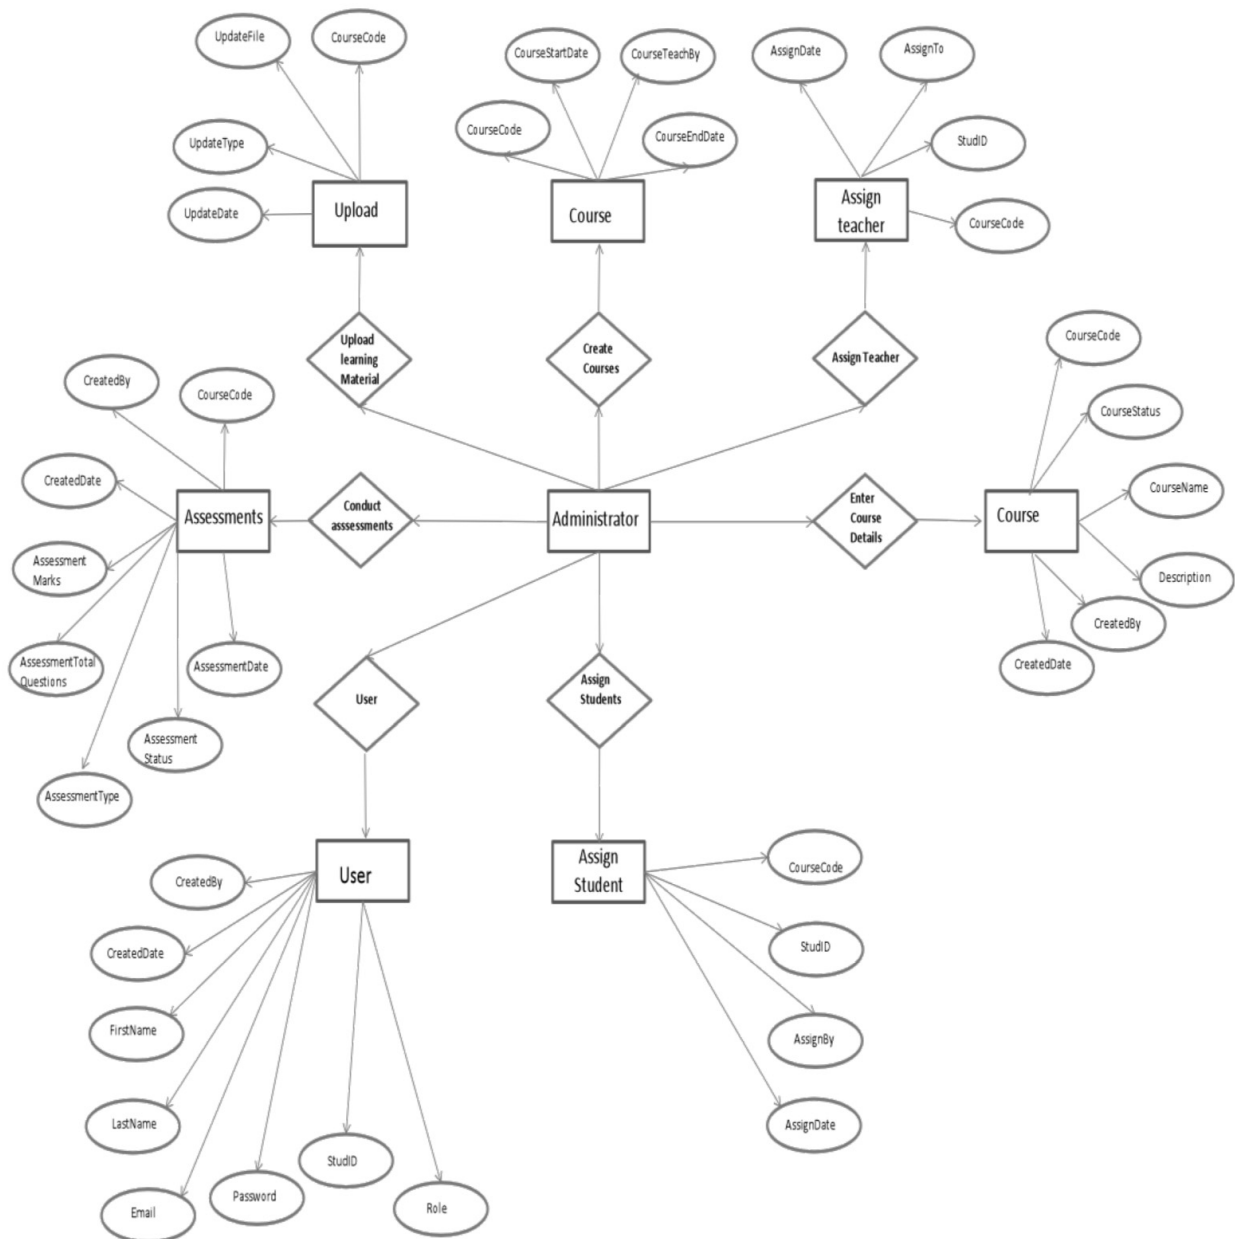 UpdateFile
CourseCode
CourseStartDate
CourseTeachBy
AssignDate
AssignTo
UpdateType
CourseCode
CourseEndDate
StudID
UpdateDate
Upload
Course
Assign
teacher
CourseCode
Upload
learning
Material
Create
Courses
Assign Teacher
CourseCode
CreatedBy
CourseCode
CourseStatus
CreatedDate
Assessments
Conduct
asssessments
Administrator
Enter
Course
Details
Course
CourseName
Assessment
Marks
Description
CreatedBy
AssessmentTotal
Questions
AssessmentDate
CreatedDate
User
Assign
Students
Assessment
Status
AssessmentType
CreatedBy
User
Assign
Student
CourseCode
CreatedDate
StudID
FirstName
AssignBy
LastName
AssignDate
StudID
Email
Password
Role